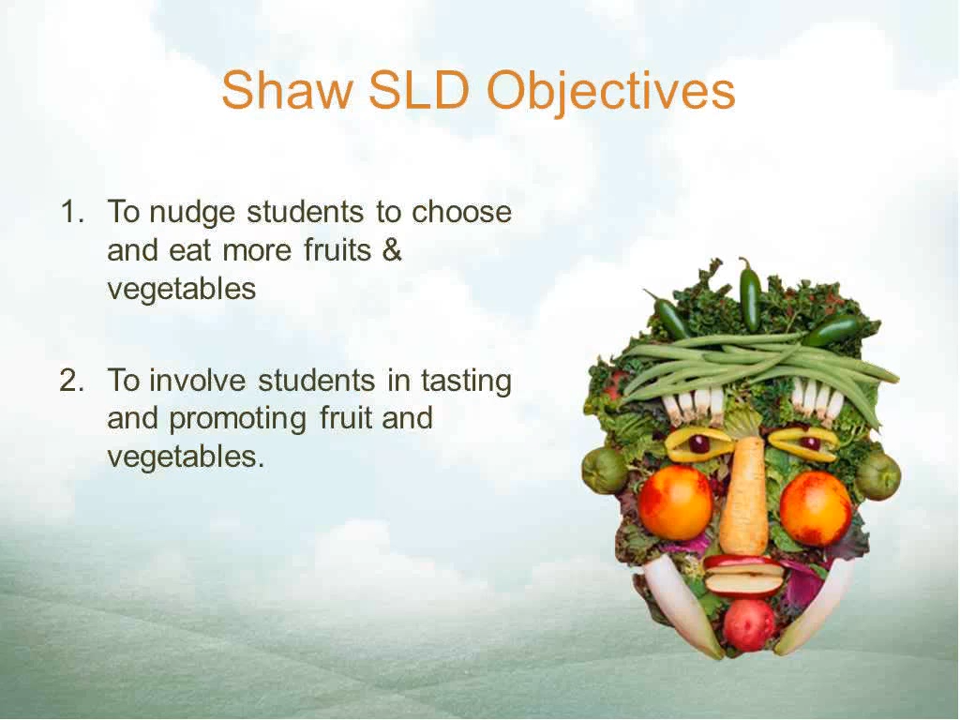 Shaw SLD Objectives
1. To nudge students to choose
and eat more fruits &
vegetables
2. To involve students in tasting
and promoting fruit and
vegetables.